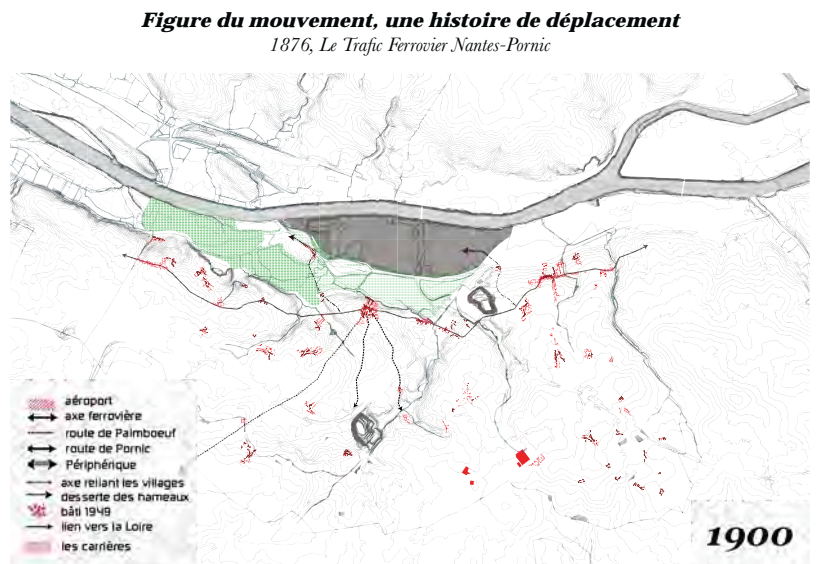 Figure du mouvement, une histoire de déplacement
1876, Le Trafic Ferrovier Nantes-Pornic
aéroport
axe ferrovière
route de Paimboeuf
route de Pornic
Périphérique
axe reliant les villages
desserte des hameaux
bâti 1949
lien vers la Loire
les carrières
1900